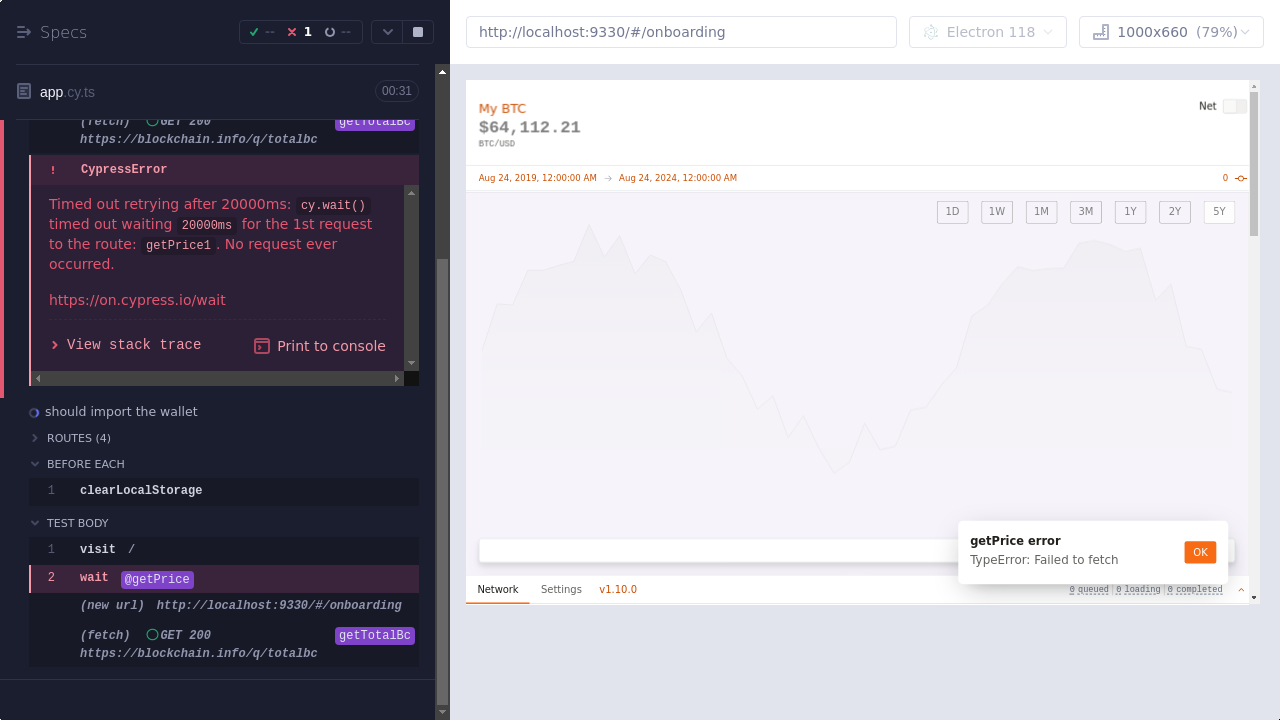 Specs
--
1
--
app.cy.ts
00:31
(fetch) GET 200
getTotalBc
https://blockchain.info/q/totalbc
! CypressError
Timed out retrying after 20000ms: cy.wait()
timed out waiting 20000ms for the 1st request
to the route: getPrice1. No request ever
occurred.
https://on.cypress.io/wait
View stack trace
Print to console
should import the wallet
ROUTES (4)
BEFORE EACH
1 clearLocalStorage
TEST BODY
1 visit /
2 wait @getPrice
(new url) http://localhost:9330/#/onboarding
(fetch) GET 200
getTotalBc
https://blockchain.info/q/totalbc
http://localhost:9330/#/onboarding
Electron 118
1000x660 (79%)
My BTC
$64,112.21
BTC/USD
Net
Aug 24, 2019, 12:00:00 AM → Aug 24, 2024, 12:00:00 AM
0
1D 1W 1M 3M 1Y 2Y 5Y
getPrice error
TypeError: Failed to fetch
OK
Network Settings v1.10.0
0 queued 0 loading 0 completed